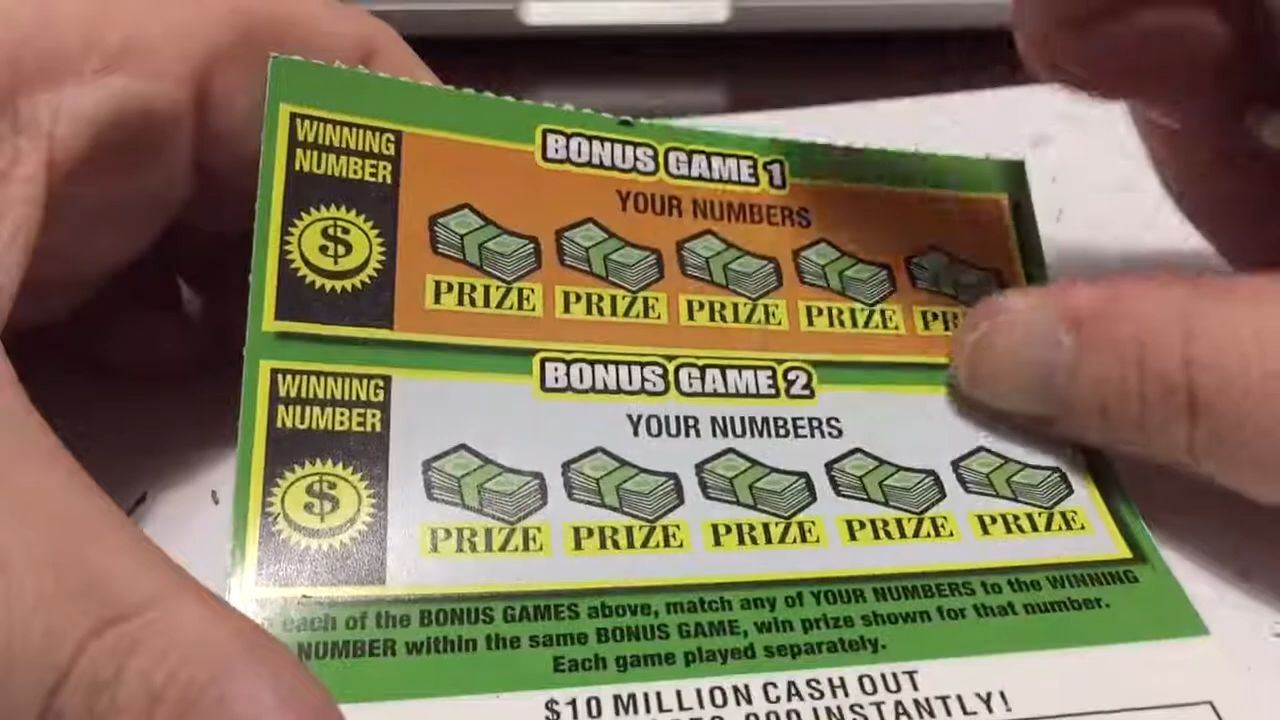 WINNING
NUMBER
$
BONUS GAME 1
YOUR NUMBERS
PRIZE PRIZE PRIZE PRIZE
WINNING
NUMBER
$
BONUS GAME 2
YOUR NUMBERS
PRIZE PRIZE PRIZE PRIZE PRIZE
each of the BONUS GAMES above, match any of YOUR NUMBERS to the WINNING
NUMBER within the same BONUS GAME, win prize shown for that number.
Each game played separately.
$10 MILLION CASH OUT
INSTANTLY!